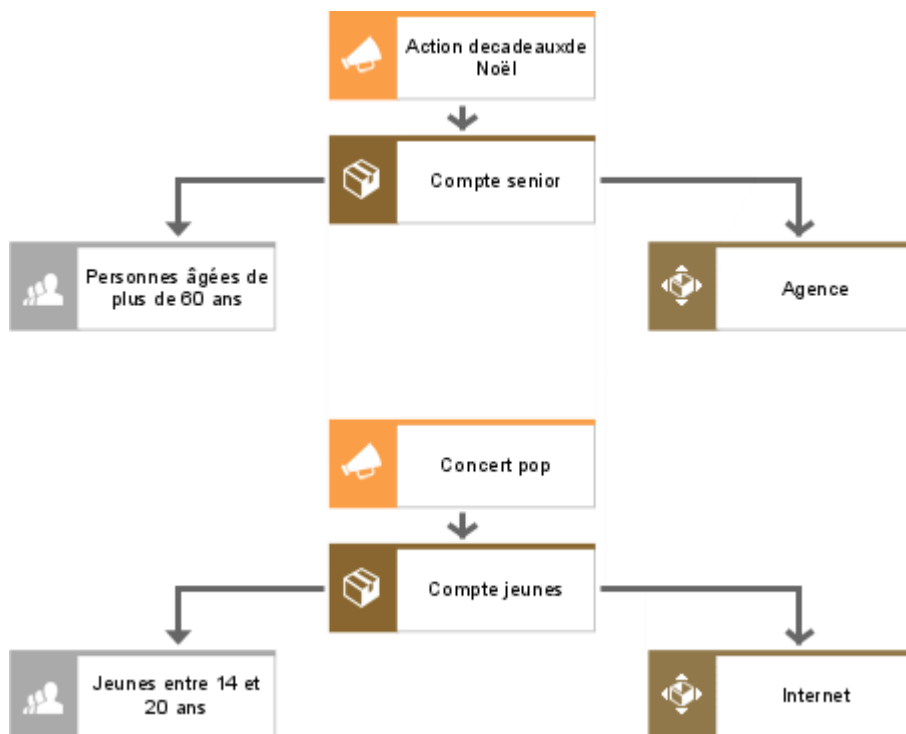 Action decadeauxde
Noël
Compte senior
Personnes âgées de
plus de 60 ans
Agence
Concert pop
Compte jeunes
Jeunes entre 14 et
20 ans
Internet